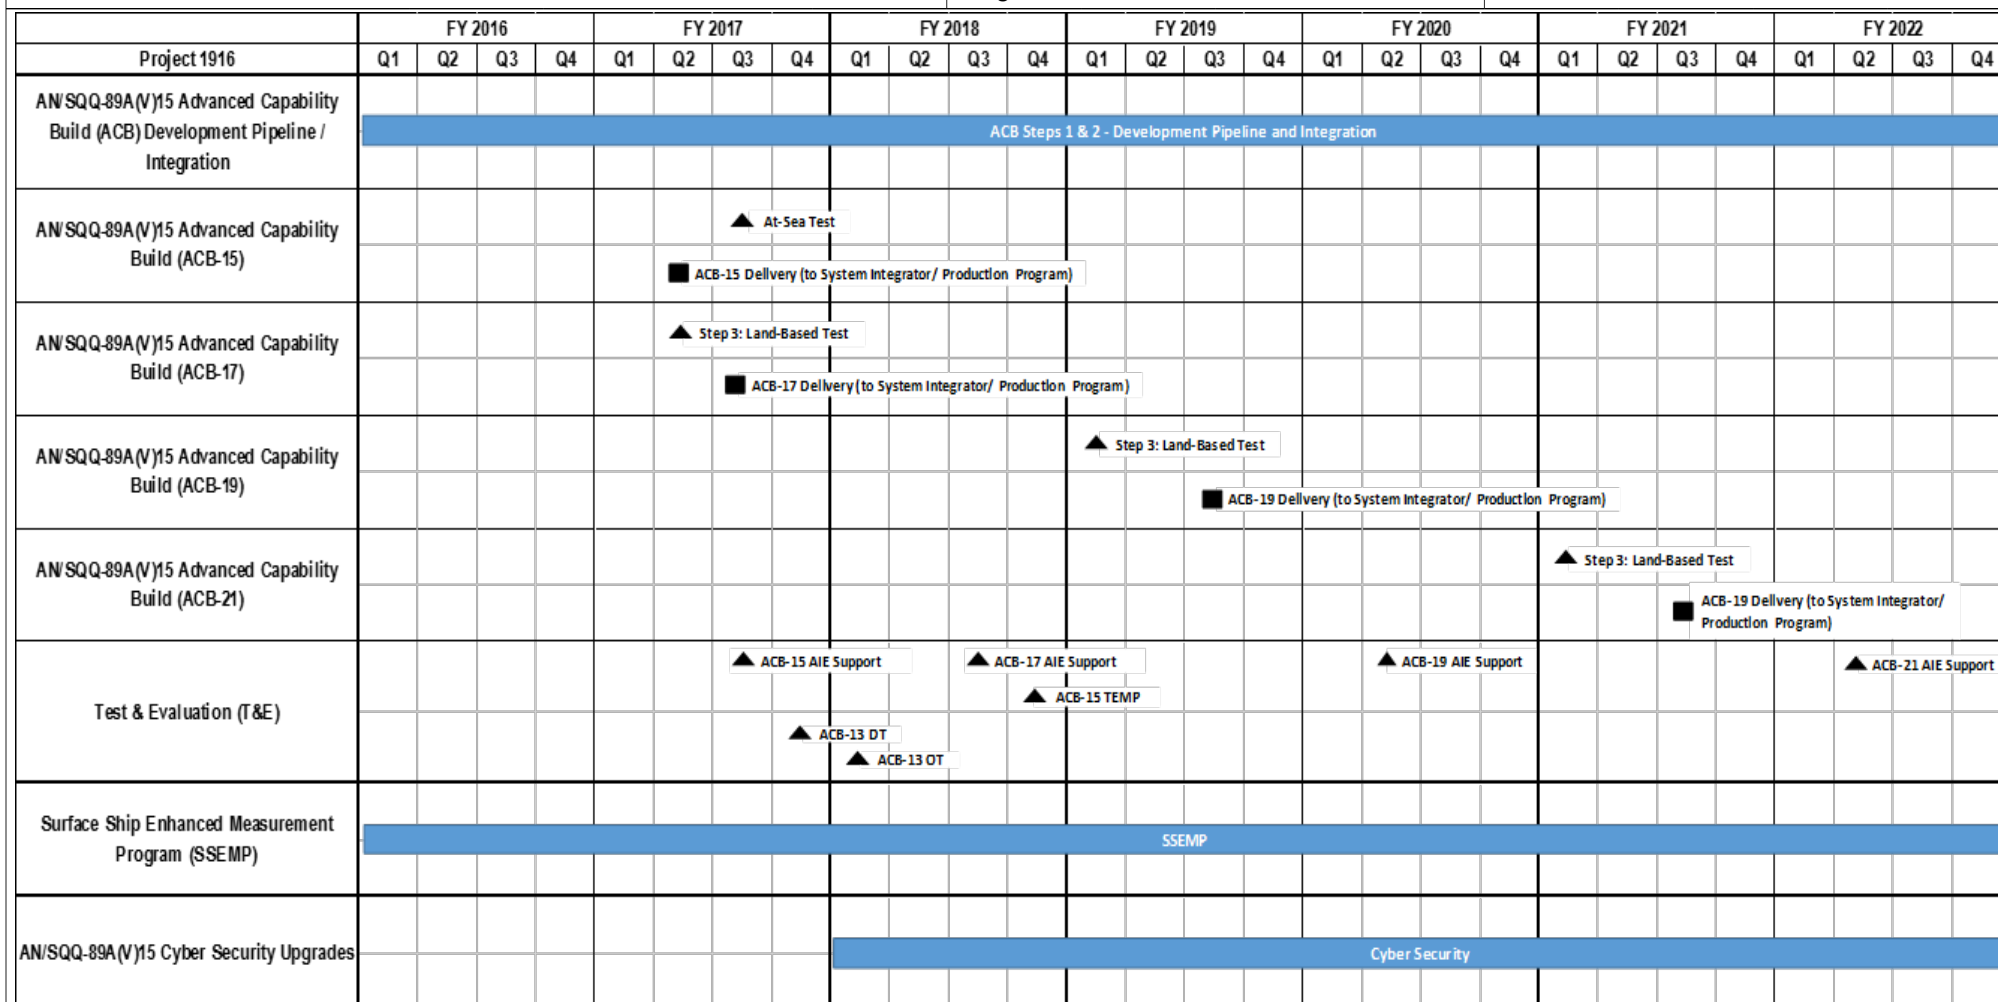 FY 2016 FY 2017 FY 2018 FY 2019 FY 2020 FY 2021 FY 2022
Project 1916 Q1 Q2 Q3 Q4 Q1 Q2 Q3 Q4 Q1 Q2 Q3 Q4 Q1 Q2 Q3 Q4 Q1 Q2 Q3 Q4 Q1 Q2 Q3 Q4 Q1 Q2 Q3 Q4
AN/SQQ-89A(V)15 Advanced Capability
Build (ACB) Development Pipeline /
Integration
ACB Steps 1 & 2 - Development Pipeline and Integration
AN/SQQ-89A(V)15 Advanced Capability
Build (ACB-15)
At-Sea Test
ACB-15 Delivery (to System Integrator/ Production Program)
AN/SQQ-89A(V)15 Advanced Capability
Build (ACB-17)
Step 3: Land-Based Test
ACB-17 Delivery (to System Integrator/ Production Program)
AN/SQQ-89A(V)15 Advanced Capability
Build (ACB-19)
Step 3: Land-Based Test
ACB-19 Delivery (to System Integrator/ Production Program)
AN/SQQ-89A(V)15 Advanced Capability
Build (ACB-21)
Step 3: Land-Based Test
ACB-19 Delivery (to System Integrator/
Production Program)
Test & Evaluation (T&E)
ACB-15 AIE Support
ACB-17 AIE Support
ACB-19 AIE Support
ACB-21 AIE Support
ACB-15 TEMP
ACB-13 DT
ACB-13 OT
Surface Ship Enhanced Measurement
Program (SSEMP)
SSEMP
AN/SQQ-89A(V)15 Cyber Security Upgrades
Cyber Security